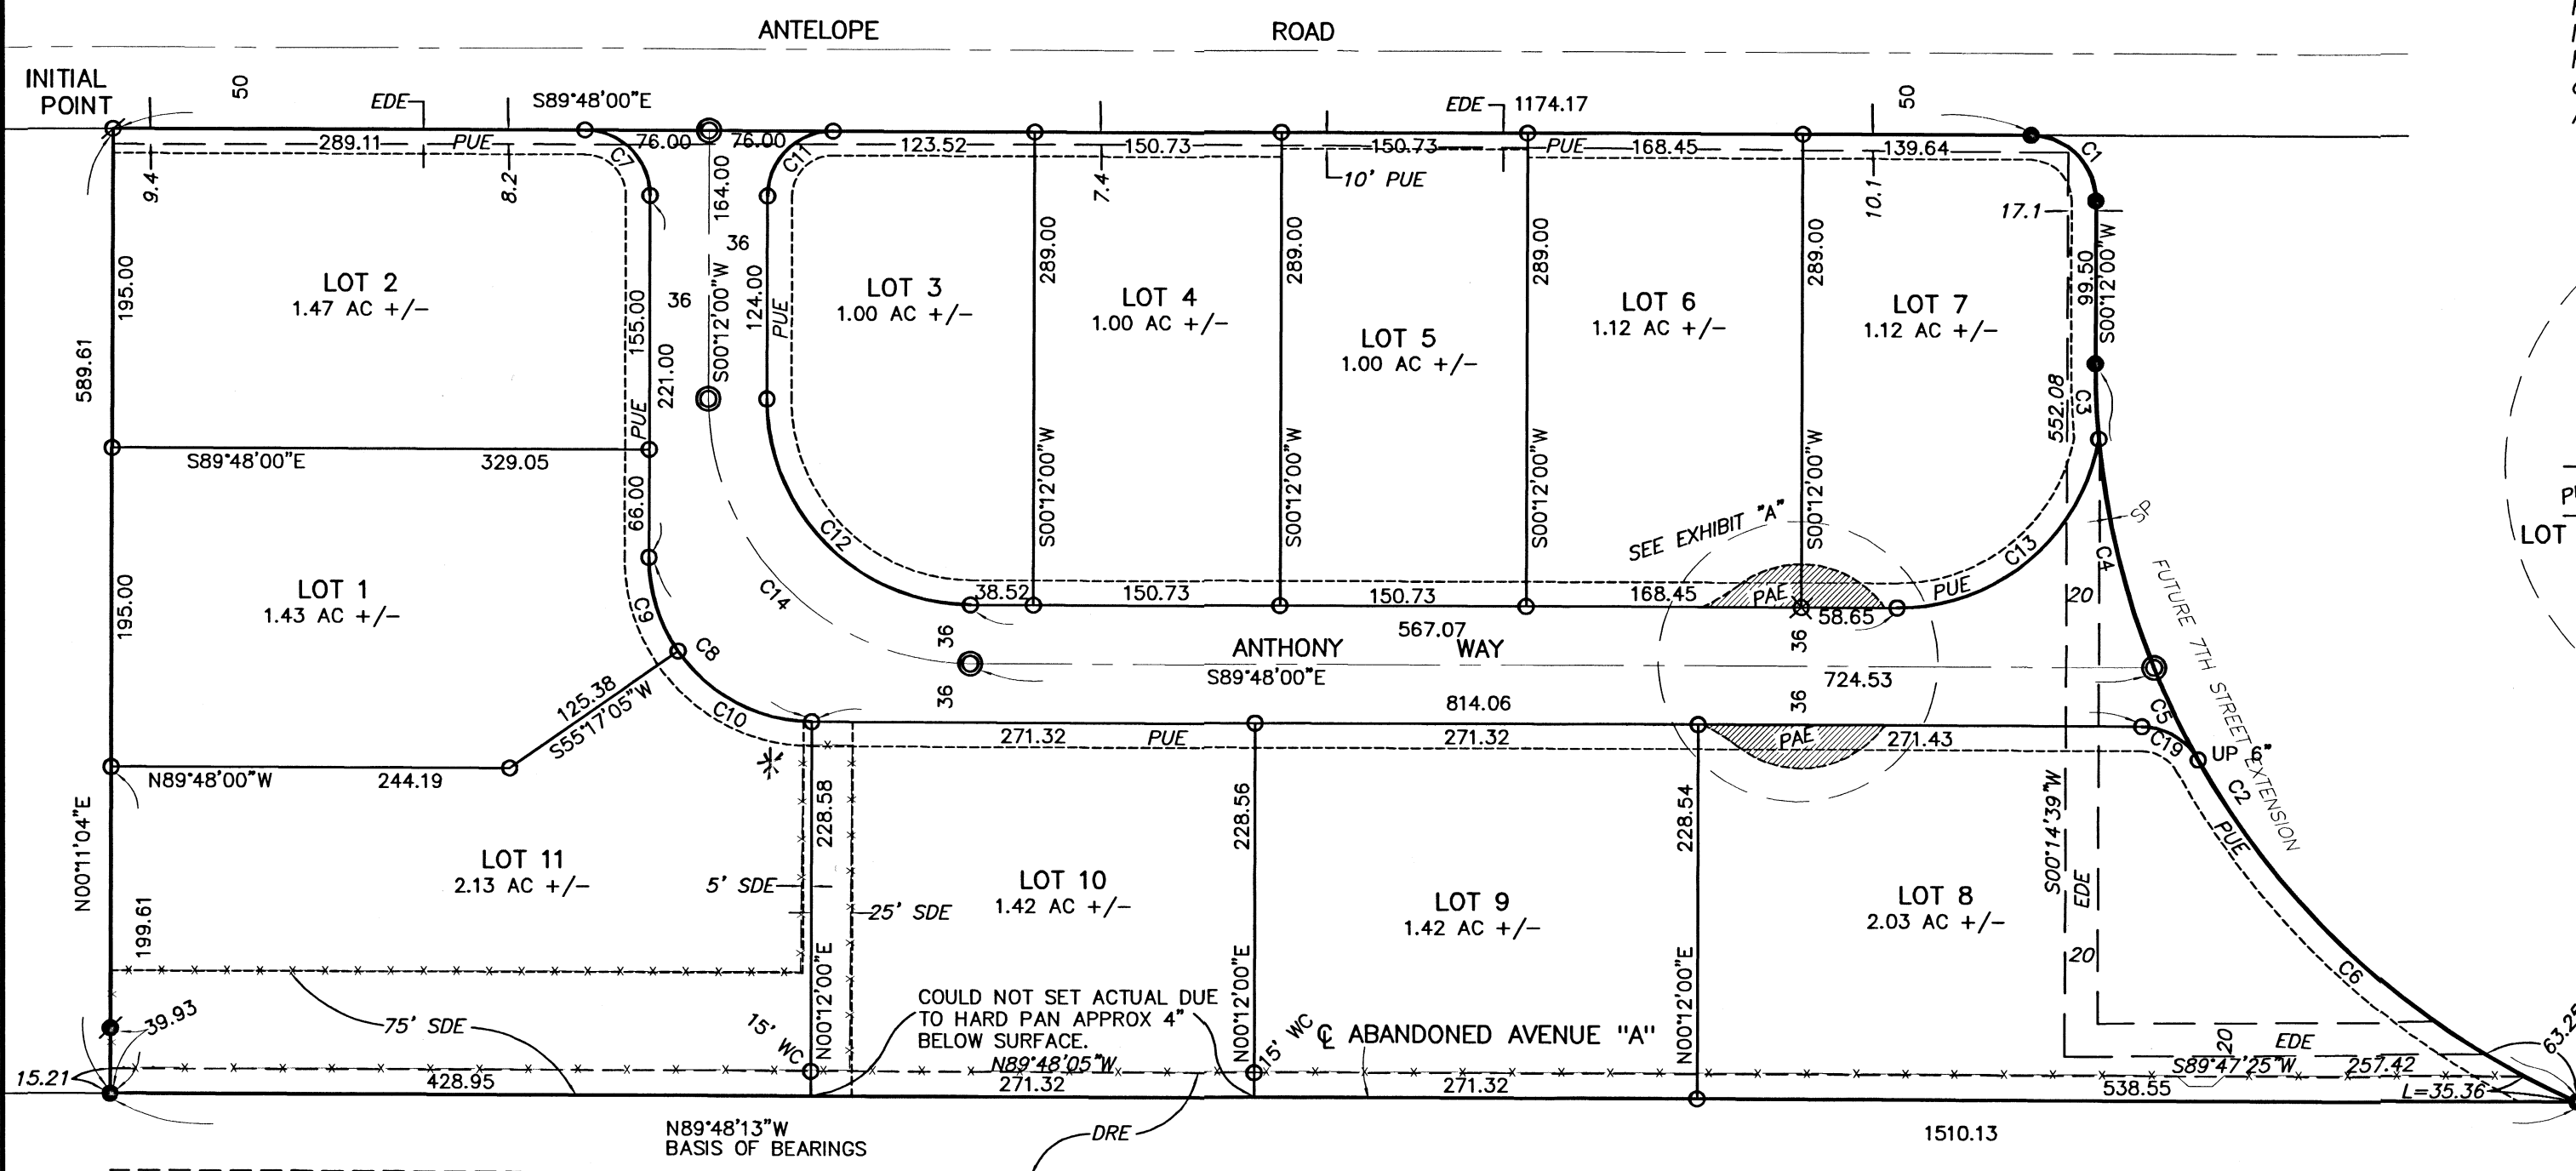 ANTELOPE ROAD
INITIAL
POINT
50
EDE
S89°48'00"E
EDE
1174.17
50
289.11
PUE
76.00
76.00
123.52
150.73
150.73
PUE
168.45
139.64
C7
C11
C1
9.4
8.2
7.4
10' PUE
10.1
17.1
164.00
36
S00°12'00"W
36
124.00
PUE
195.00
LOT 2
1.47 AC +/-
155.00
221.00
PUE
589.61
LOT 3
1.00 AC +/-
289.00
S00°12'00"W
LOT 4
1.00 AC +/-
289.00
S00°12'00"W
LOT 5
1.00 AC +/-
289.00
S00°12'00"W
LOT 6
1.12 AC +/-
289.00
S00°12'00"W
LOT 7
1.12 AC +/-
99.50
S00°12'00"W
552.08
C3
S89°48'00"E
329.05
66.00
195.00
LOT 1
1.43 AC +/-
C9
C8
C10
C14
C12
C13
C4
SP
SEE EXHIBIT "A"
LOT
38.52
150.73
150.73
168.45
PAE
58.65
PUE
20
567.07
36
36
36
36
ANTHONY WAY
S89°48'00"E
724.53
814.06
FUTURE 7TH STREET EXTENSION
125.38
S55°17'05"W
N89°48'00"W
244.19
271.32
PUE
271.32
PAE
271.43
C5
C19
UP 6"
C2
PUE
C6
N00°11'04"E
199.61
LOT 11
2.13 AC +/-
228.58
N00°12'00"E
5' SDE
25' SDE
LOT 10
1.42 AC +/-
228.56
N00°12'00"E
LOT 9
1.42 AC +/-
228.54
N00°12'00"E
LOT 8
2.03 AC +/-
S00°14'39"W
EDE
20
39.93
75' SDE
15' WC
COULD NOT SET ACTUAL DUE
TO HARD PAN APPROX 4"
BELOW SURFACE.
15' WC
℄ ABANDONED AVENUE "A"
20
EDE
63.25
15.21
428.95
N89°48'05"W
271.32
271.32
S89°47'25"W
257.42
538.55
L=35.36
N89°48'13"W
BASIS OF BEARINGS
DRE
1510.13